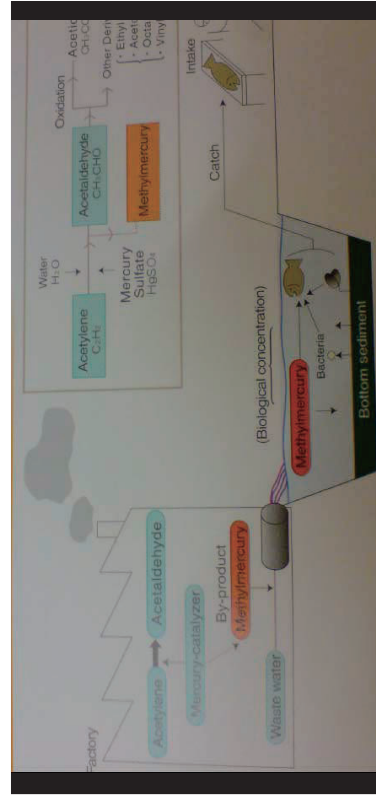 Factory
Acetylene
Acetaldehyde
Mercury-catalyzer
By-product
Methylmercury
Waste water
Acetylene
C₂H₂
Water
H₂O
Mercury
Sulfate
HgSO₄
Acetaldehyde
CH₃CHO
Methylmercury
Oxidation
Other Deri
• Ethyl
• Aceto
• Octa
• Viny
(Biological concentration)
Methylmercury
Bacteria
Bottom sediment
Catch
Intake